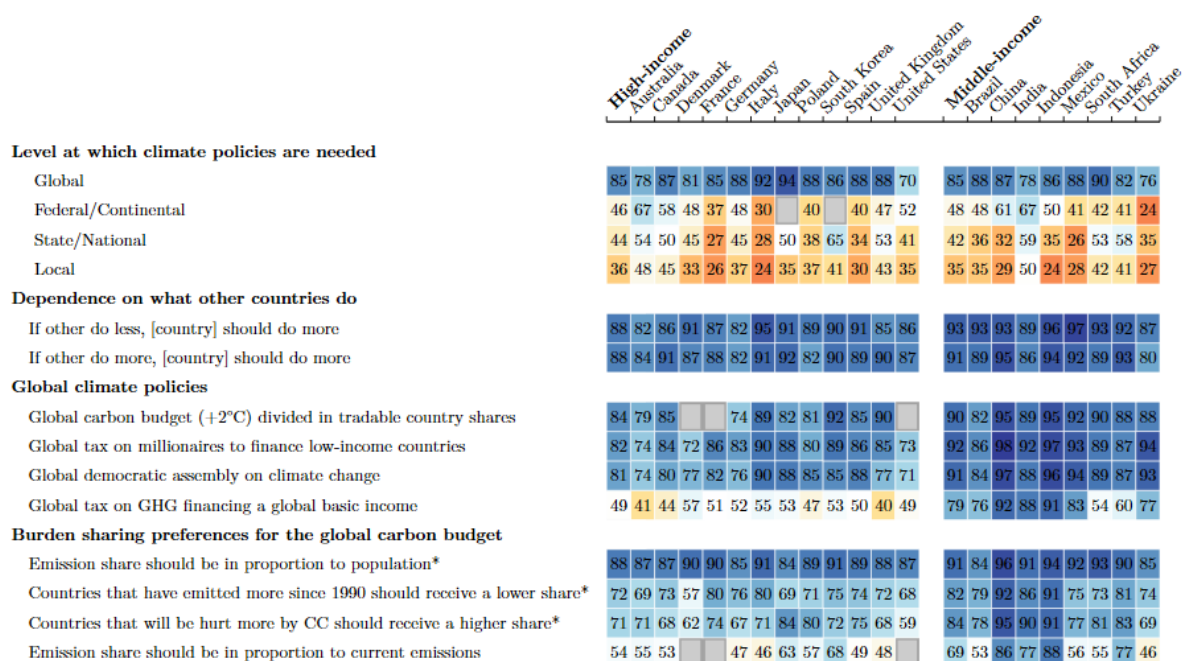 High-income Australia Canada Denmark France Germany Italy Japan Poland South Korea Spain United Kingdom United States Middle-income Brazil China India Indonesia Mexico South Africa Turkey Ukraine
Level at which climate policies are needed
Global 85 78 87 81 85 88 92 94 88 86 88 88 70 85 88 87 78 86 88 90 82 76
Federal/Continental 46 67 58 48 37 48 30 40 40 47 52 48 48 61 67 50 41 42 41 24
State/National 44 54 50 45 27 45 28 50 38 65 34 53 41 42 36 32 59 35 26 53 58 35
Local 36 48 45 33 26 37 24 35 37 41 30 43 35 35 35 29 50 24 28 42 41 27
Dependence on what other countries do
If other do less, [country] should do more 88 82 86 91 87 82 95 91 89 90 91 85 86 93 93 93 89 96 97 93 92 87
If other do more, [country] should do more 88 84 91 87 88 82 91 92 82 90 89 90 87 91 89 95 86 94 92 89 93 80
Global climate policies
Global carbon budget (+2°C) divided in tradable country shares 84 79 85 74 89 82 81 92 85 90 90 82 95 89 95 92 90 88 88
Global tax on millionaires to finance low-income countries 82 74 84 72 86 83 90 88 80 89 86 85 73 92 86 98 92 97 93 89 87 94
Global democratic assembly on climate change 81 74 80 77 82 76 90 88 85 85 88 77 71 91 84 97 88 96 94 89 87 93
Global tax on GHG financing a global basic income 49 41 44 57 51 52 55 53 47 53 50 40 49 79 76 92 88 91 83 54 60 77
Burden sharing preferences for the global carbon budget
Emission share should be in proportion to population* 88 87 87 90 90 85 91 84 89 91 89 88 87 91 84 96 91 94 92 93 90 85
Countries that have emitted more since 1990 should receive a lower share* 72 69 73 57 80 76 80 69 71 75 74 72 68 82 79 92 86 91 75 73 81 74
Countries that will be hurt more by CC should receive a higher share* 71 71 68 62 74 67 71 84 80 72 75 68 59 84 78 95 90 91 77 81 83 69
Emission share should be in proportion to current emissions 54 55 53 47 46 63 57 68 49 48 69 53 86 77 88 56 55 77 46